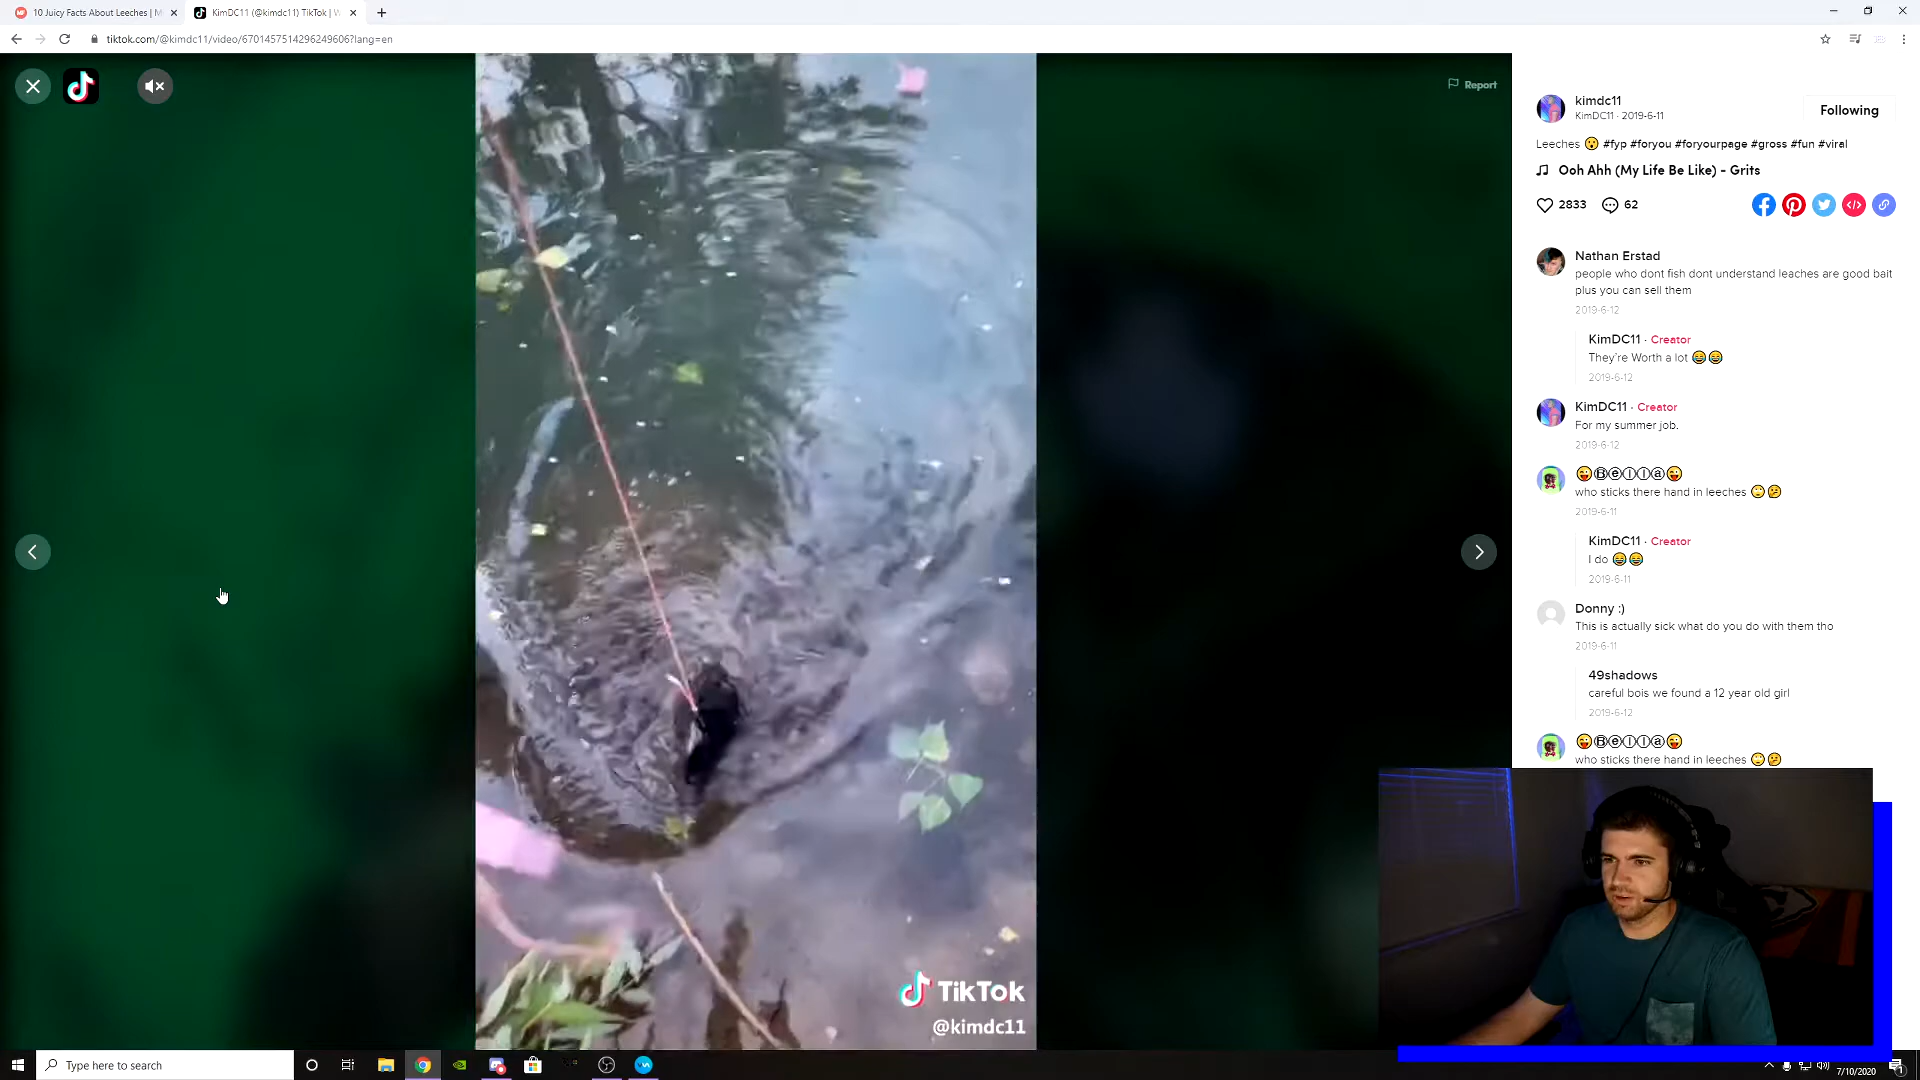 10 Juicy Facts About Leeches | M
KimDC11 (@kimdc11) TikTok | W
tiktok.com/@kimdc11/video/6701457514296249606?lang=en
Report
kimdc11
KimDC11 · 2019-6-11
Following
Leeches 😮 #fyp #foryou #foryourpage #gross #fun #viral
Ooh Ahh (My Life Be Like) - Grits
2833
62
Nathan Erstad
people who dont fish dont understand leaches are good bait
plus you can sell them
2019-6-12
KimDC11 · Creator
They're Worth a lot 😂😂
2019-6-12
KimDC11 · Creator
For my summer job.
2019-6-12
😜Ⓑⓔⓛⓛⓐ😜
who sticks there hand in leeches 🙄🤔
2019-6-11
KimDC11 · Creator
I do 😂😂
2019-6-11
Donny :)
This is actually sick what do you do with them tho
2019-6-11
49shadows
careful bois we found a 12 year old girl
2019-6-12
😜Ⓑⓔⓛⓛⓐ😜
who sticks there hand in leeches 🙄🤔
TikTok
@kimdc11
Type here to search
7/10/2020